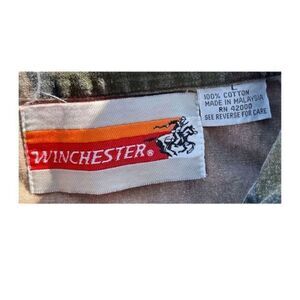 L
100% COTTON
MADE IN MALAYSIA
RN 42000
SEE REVERSE FOR CARE
WINCHESTER®